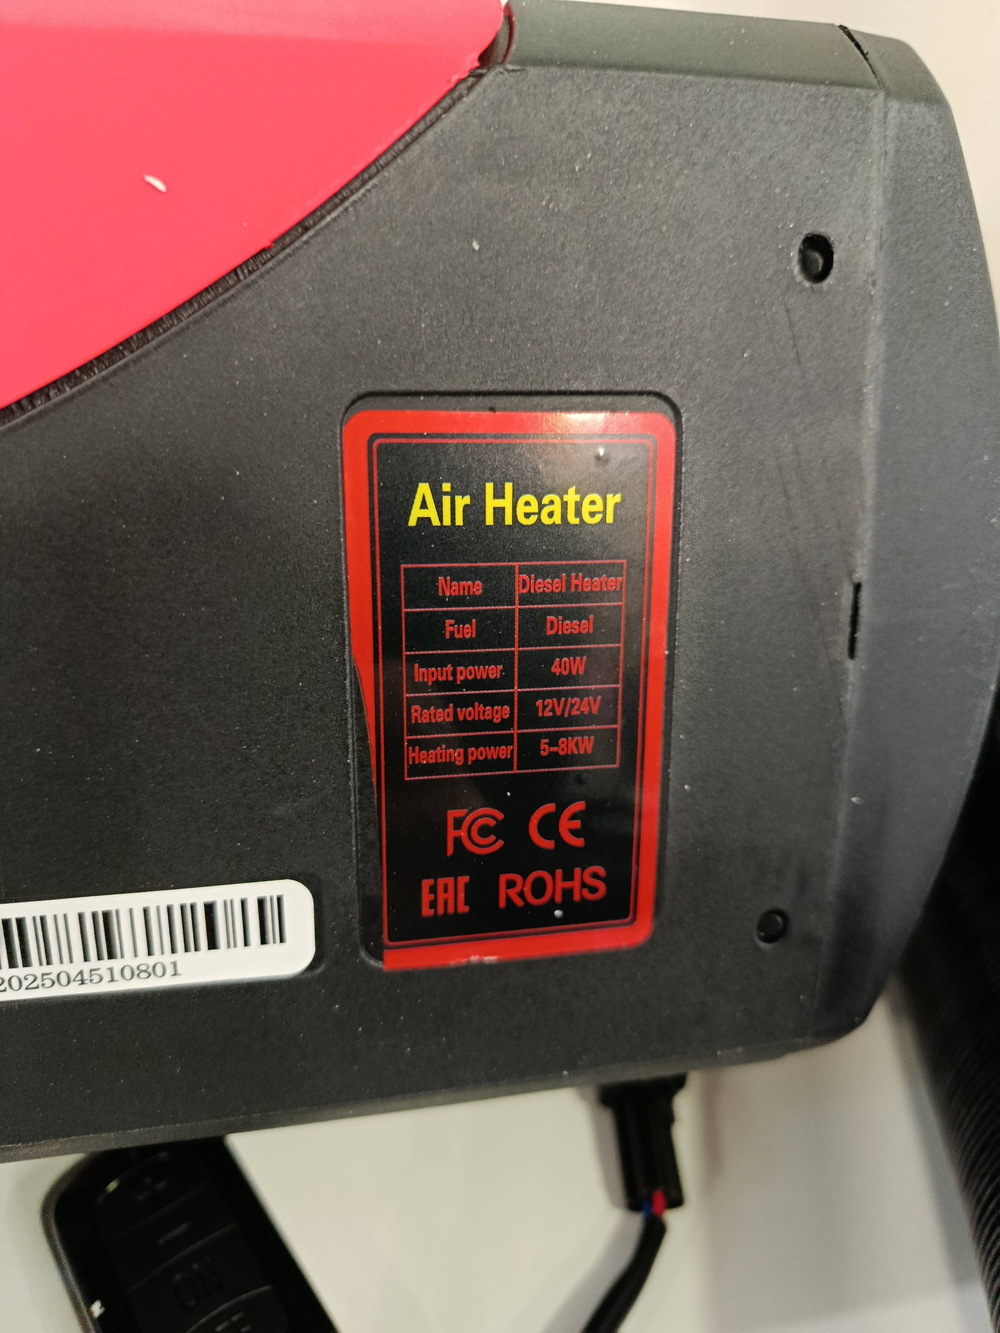 Air Heater
Name Diesel Heater
Fuel Diesel
Input power 40W
Rated voltage 12V/24V
Heating power 5-8KW
FC CE
EAC ROHS
202504510801
+
-
ON